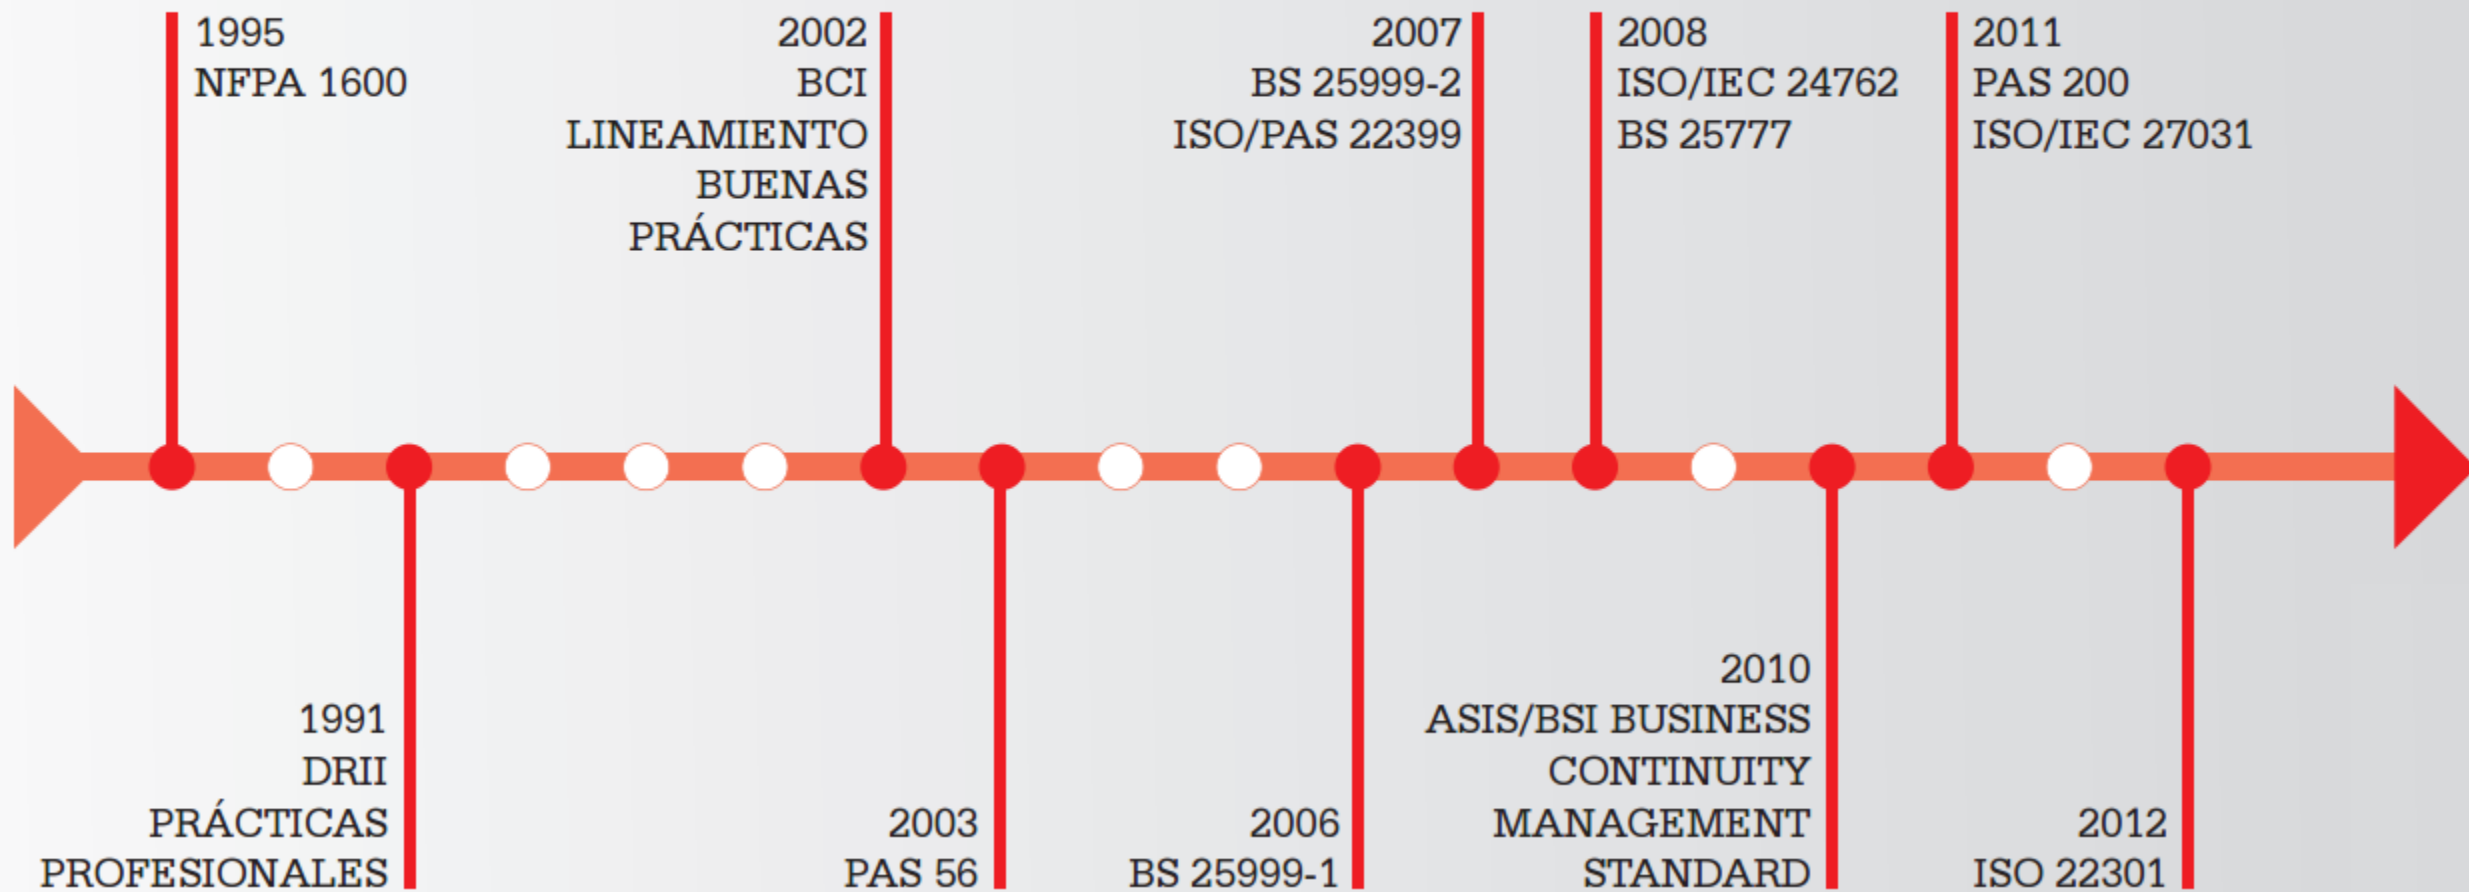 1995
NFPA 1600
2002
BCI
LINEAMIENTO
BUENAS
PRÁCTICAS
2007
BS 25999-2
ISO/PAS 22399
2008
ISO/IEC 24762
BS 25777
2011
PAS 200
ISO/IEC 27031
1991
DRII
PRÁCTICAS
PROFESIONALES
2003
PAS 56
2006
BS 25999-1
2010
ASIS/BSI BUSINESS
CONTINUITY
MANAGEMENT
STANDARD
2012
ISO 22301